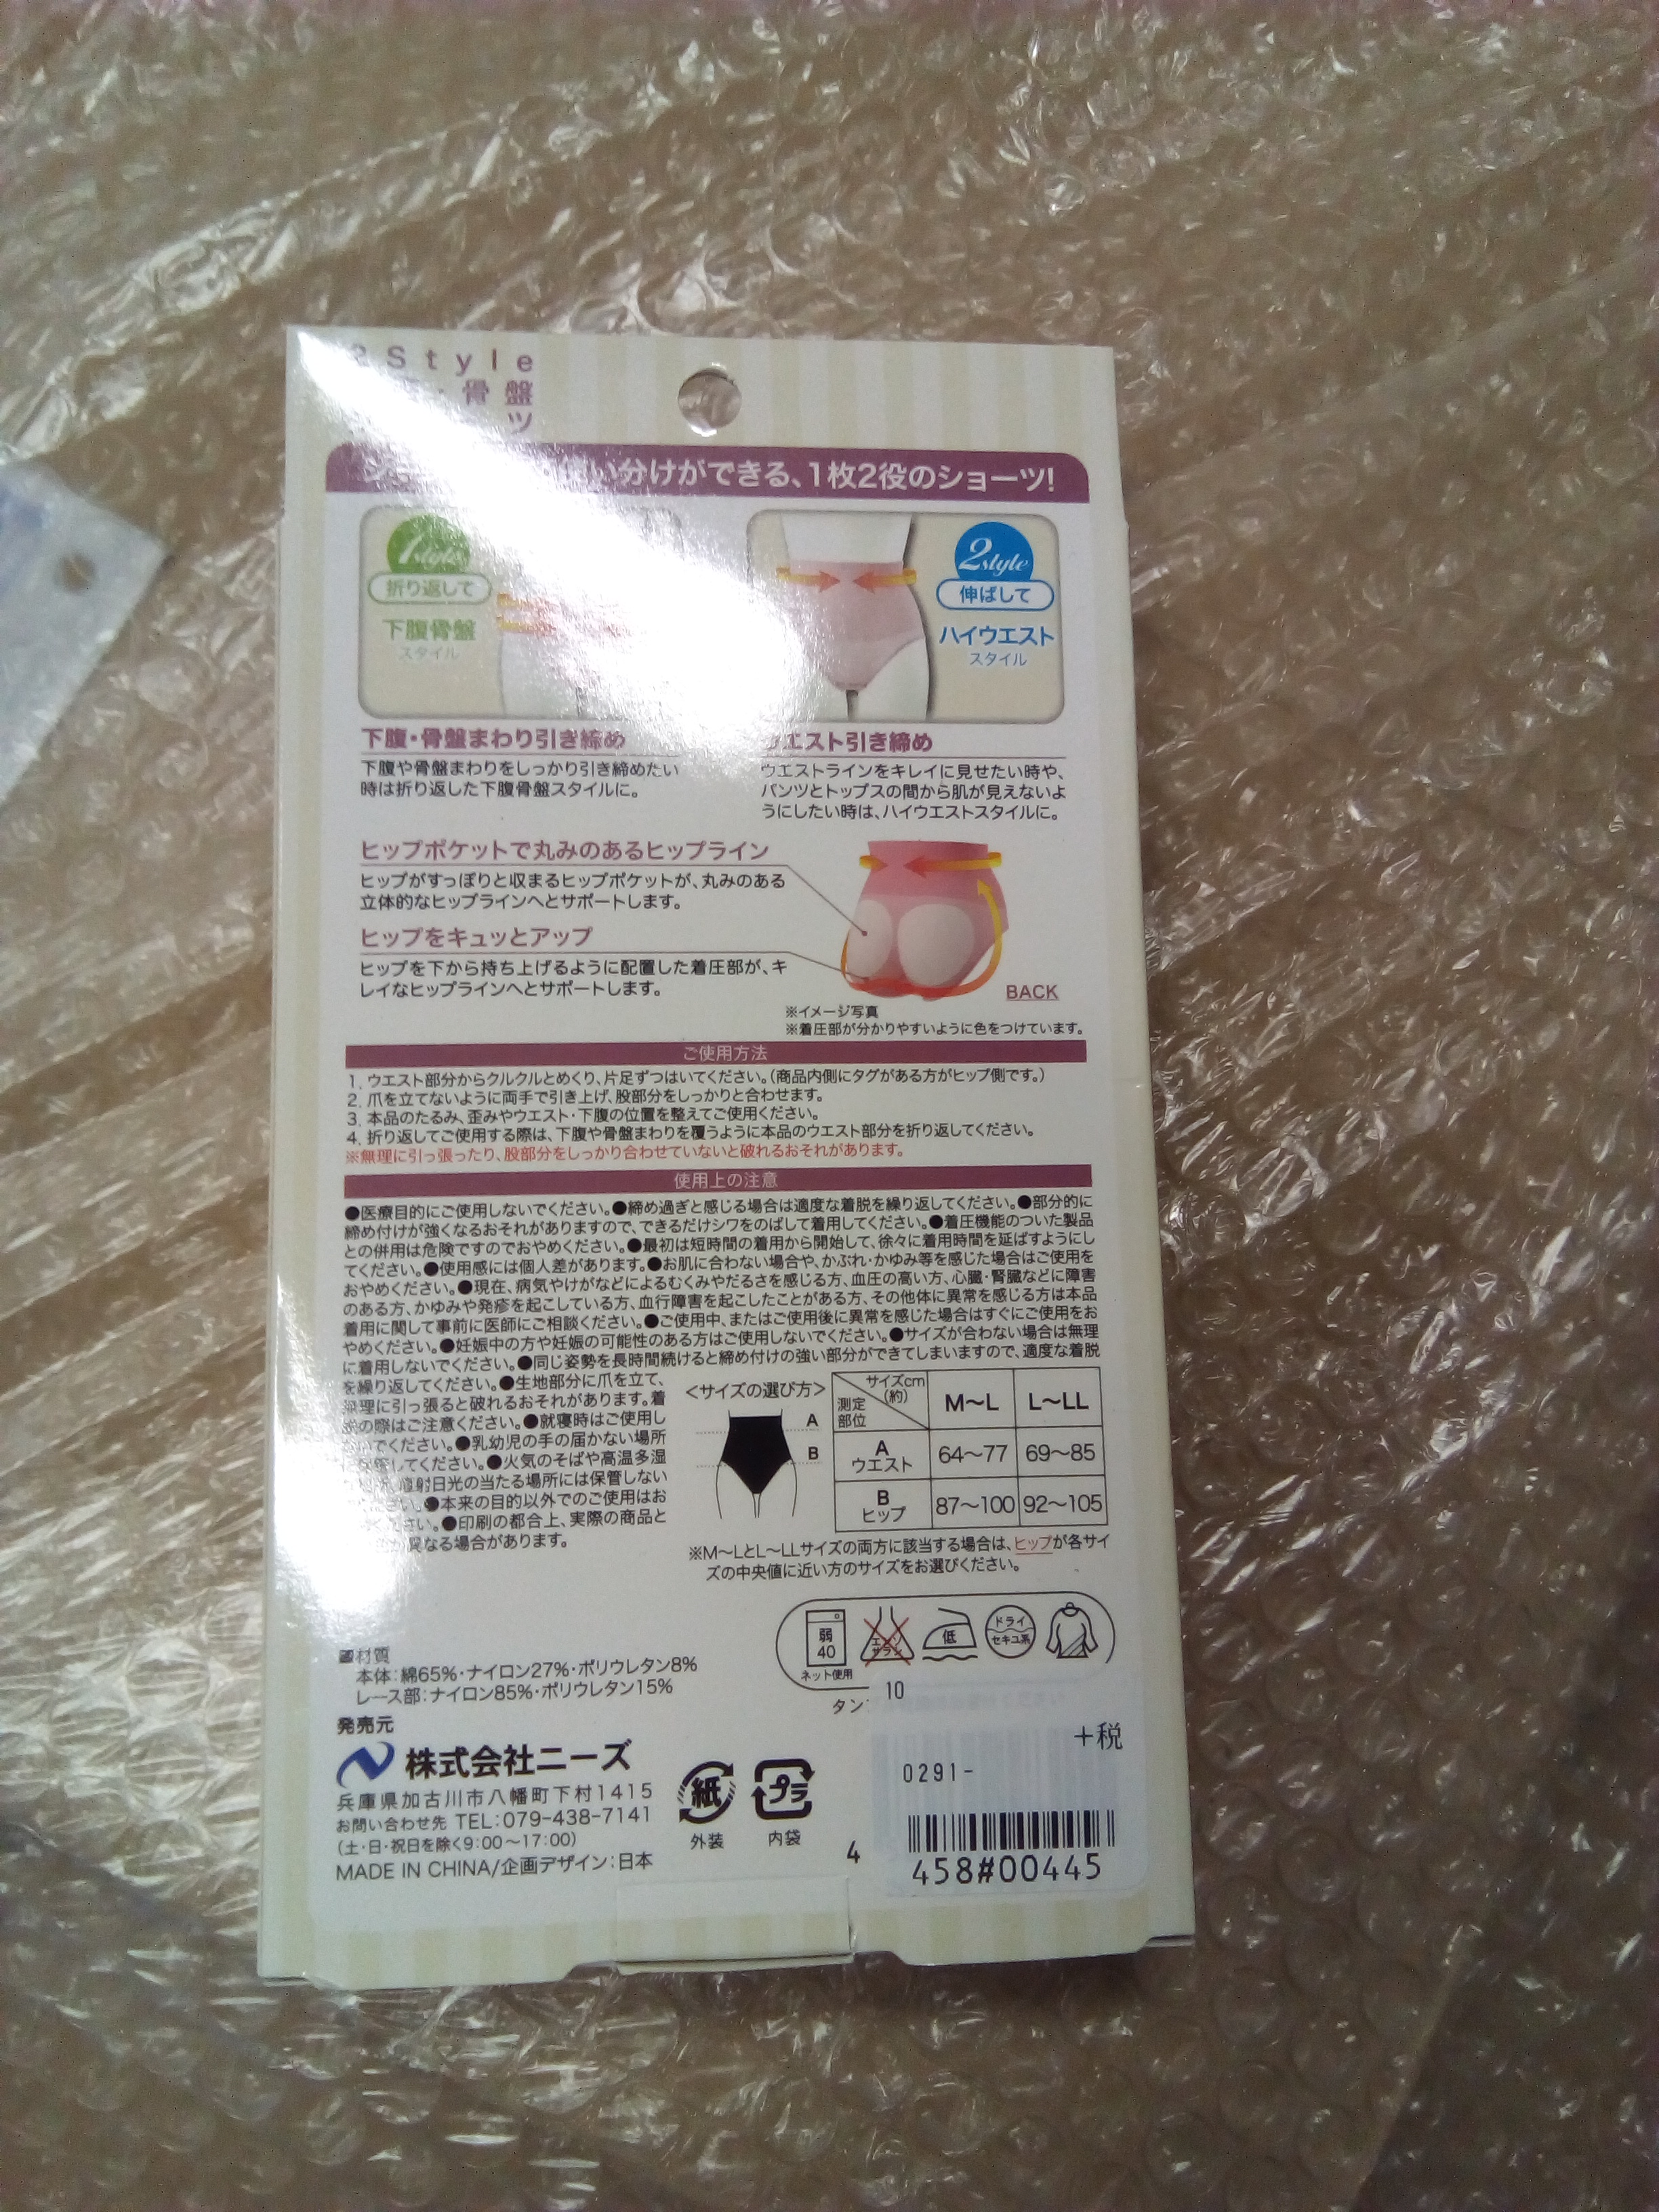 Style
骨盤
ツ
い分けができる、1枚2役のショーツ!
1style
折り返して
下腹骨盤
スタイル
2style
伸ばして
ハイウエスト
スタイル
下腹・骨盤まわり引き締め
下腹や骨盤まわりをしっかり引き締めたい
時は折り返した下腹骨盤スタイルに。
ウエスト引き締め
ウエストラインをキレイに見せたい時や、
パンツとトップスの間から肌が見えないよ
うにしたい時は、ハイウエストスタイルに。
ヒップポケットで丸みのあるヒップライン
ヒップがすっぽりと収まるヒップポケットが、丸みのある
立体的なヒップラインへとサポートします。
ヒップをキュッとアップ
ヒップを下から持ち上げるように配置した着圧部が、キ
レイなヒップラインへとサポートします。
BACK
※イメージ写真
※着圧部が分かりやすいように色をつけています。
ご使用方法
1. ウエスト部分からクルクルとめくり、片足ずつはいてください。(商品内側にタグがある方がヒップ側です。)
2. 爪を立てないように両手で引き上げ、股部分をしっかりと合わせます。
3. 本品のたるみ、歪みやウエスト・下腹の位置を整えてご使用ください。
4. 折り返してご使用する際は、下腹や骨盤まわりを覆うように本品のウエスト部分を折り返してください。
※無理に引っ張ったり、股部分をしっかり合わせていないと破れるおそれがあります。
使用上の注意
●医療目的にご使用しないでください。●締め過ぎと感じる場合は適度な着脱を繰り返してください。●部分的に
締め付けが強くなるおそれがありますので、できるだけシワをのばして着用してください。●着圧機能のついた製品
との併用は危険ですのでおやめください。●最初は短時間の着用から開始して、徐々に着用時間を延ばすようにし
てください。●使用感には個人差があります。●お肌に合わない場合や、かぶれ・かゆみ等を感じた場合はご使用を
おやめください。●現在、病気やけがなどによるむくみやだるさを感じる方、血圧の高い方、心臓・腎臓などに障害
のある方、かゆみや発疹を起こしている方、血行障害を起こしたことがある方、その他体に異常を感じる方は本品
着用に関して事前に医師にご相談ください。●ご使用中、またはご使用後に異常を感じた場合はすぐにご使用をお
やめください。●妊娠中の方や妊娠の可能性のある方はご使用しないでください。●サイズが合わない場合は無理
に着用しないでください。●同じ姿勢を長時間続けると締め付けの強い部分ができてしまいますので、適度な着脱
を繰り返してください。●生地部分に爪を立て、
無理に引っ張ると破れるおそれがあります。着
の際はご注意ください。●就寝時はご使用し
でください。●乳幼児の手の届かない場所
してください。●火気のそばや高温多湿
直射日光の当たる場所には保管しない
●本来の目的以外でのご使用はお
ください。●印刷の都合上、実際の商品と
異なる場合があります。
<サイズの選び方>
A
B
サイズcm
(約)
測定
部位
M〜L L〜LL
A
ウエスト 64〜77 69〜85
B
ヒップ 87〜100 92〜105
※M〜LとL〜LLサイズの両方に該当する場合は、ヒップが各サイ
ズの中央値に近い方のサイズをお選びください。
弱
40
ネット使用
エンソ
サラシ
低
ドライ
セキユ系
■材質
本体:綿65%・ナイロン27%・ポリウレタン8%
レース部:ナイロン85%・ポリウレタン15%
タン
10
発売元
株式会社ニーズ
兵庫県加古川市八幡町下村1415
お問い合わせ先 TEL:079-438-7141
(土・日・祝日を除く9:00〜17:00)
MADE IN CHINA/企画デザイン:日本
紙
外装
プラ
内袋
4
+税
0291-
458#00445